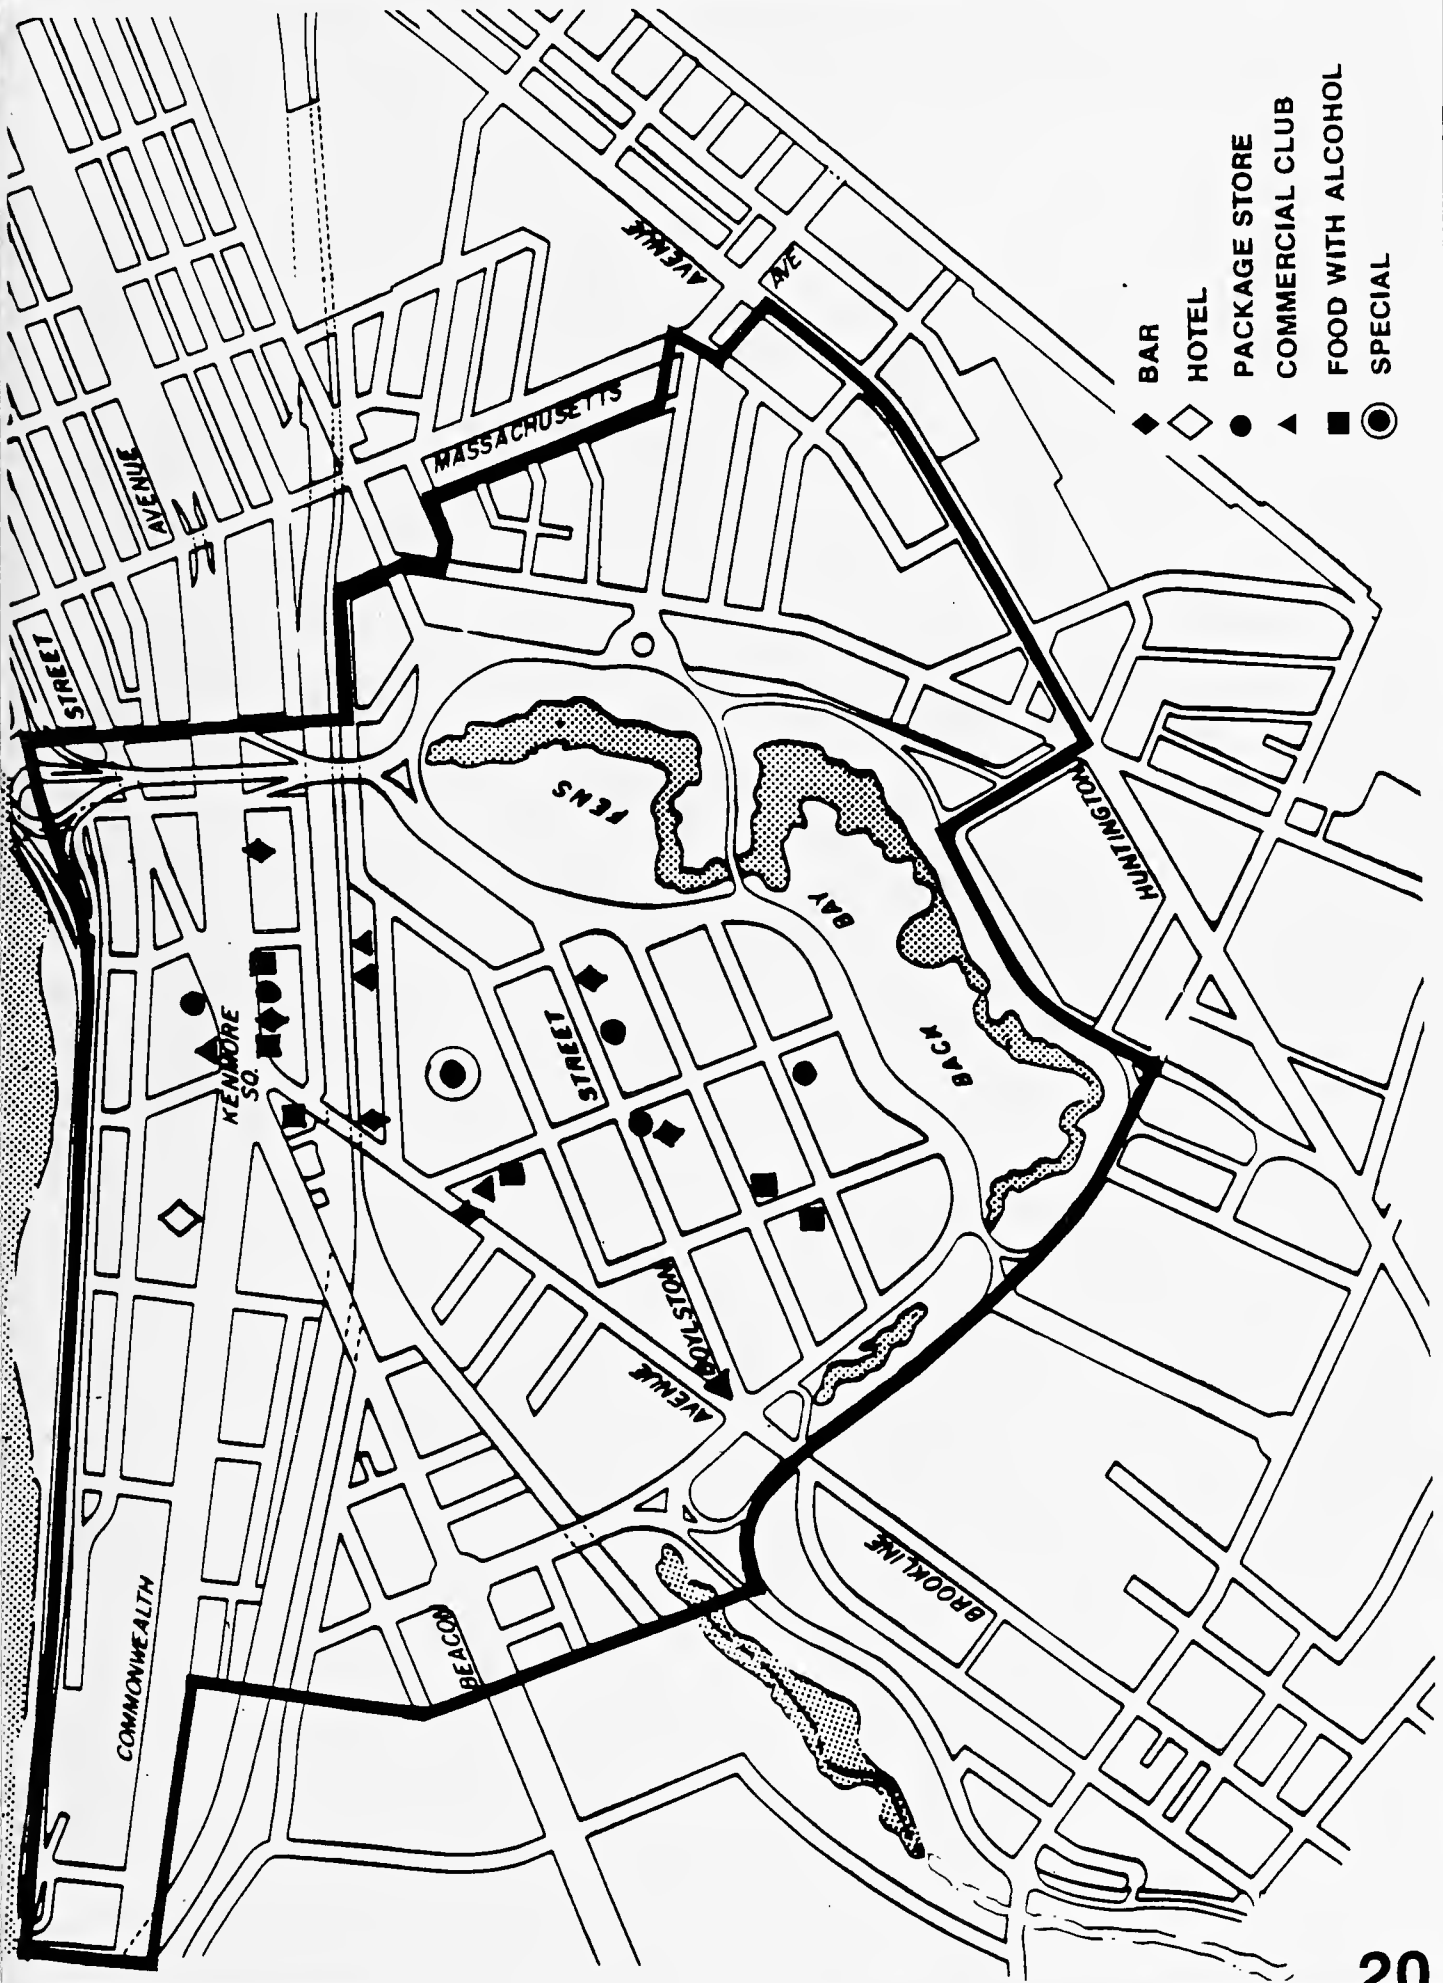 STREET
AVENUE
MASSACHUSETTS
AVENUE
AVE
KENMORE
SQ.
FENS
STREET
BACK
BAY
HUNTINGTON
COMMONWEALTH
BEACON
BOYLSTON
AVENUE
BROOKLINE
BAR
HOTEL
PACKAGE STORE
COMMERCIAL CLUB
FOOD WITH ALCOHOL
SPECIAL
20